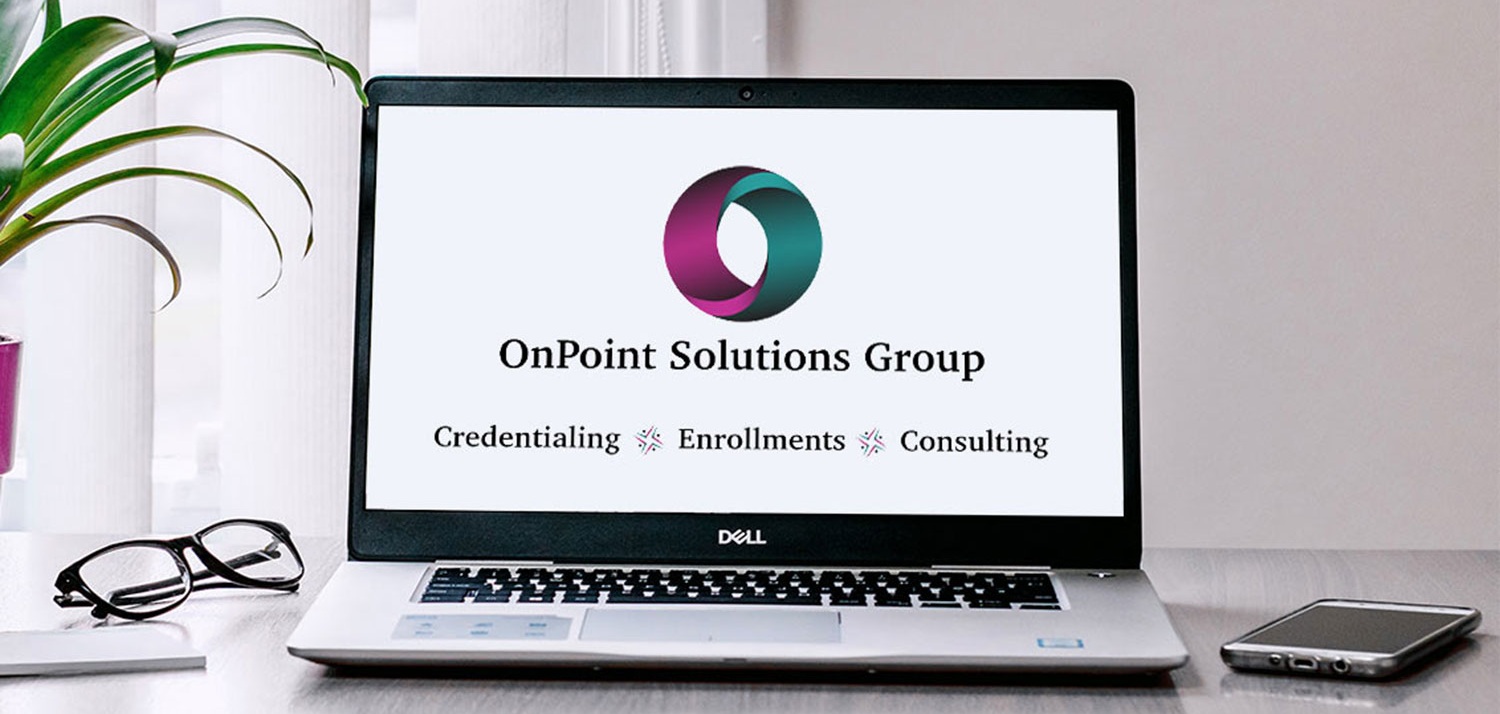 OnPoint Solutions Group
Credentialing Enrollments Consulting
DELL